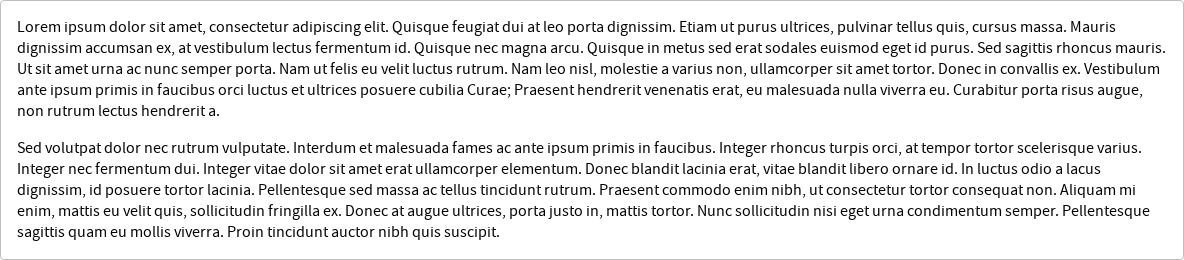 Lorem ipsum dolor sit amet, consectetur adipiscing elit. Quisque feugiat dui at leo porta dignissim. Etiam ut purus ultrices, pulvinar tellus quis, cursus massa. Mauris
dignissim accumsan ex, at vestibulum lectus fermentum id. Quisque nec magna arcu. Quisque in metus sed erat sodales euismod eget id purus. Sed sagittis rhoncus mauris.
Ut sit amet urna ac nunc semper porta. Nam ut felis eu velit luctus rutrum. Nam leo nisl, molestie a varius non, ullamcorper sit amet tortor. Donec in convallis ex. Vestibulum
ante ipsum primis in faucibus orci luctus et ultrices posuere cubilia Curae; Praesent hendrerit venenatis erat, eu malesuada nulla viverra eu. Curabitur porta risus augue,
non rutrum lectus hendrerit a.
Sed volutpat dolor nec rutrum vulputate. Interdum et malesuada fames ac ante ipsum primis in faucibus. Integer rhoncus turpis orci, at tempor tortor scelerisque varius.
Integer nec fermentum dui. Integer vitae dolor sit amet erat ullamcorper elementum. Donec blandit lacinia erat, vitae blandit libero ornare id. In luctus odio a lacus
dignissim, id posuere tortor lacinia. Pellentesque sed massa ac tellus tincidunt rutrum. Praesent commodo enim nibh, ut consectetur tortor consequat non. Aliquam mi
enim, mattis eu velit quis, sollicitudin fringilla ex. Donec at augue ultrices, porta justo in, mattis tortor. Nunc sollicitudin nisi eget urna condimentum semper. Pellentesque
sagittis quam eu mollis viverra. Proin tincidunt auctor nibh quis suscipit.